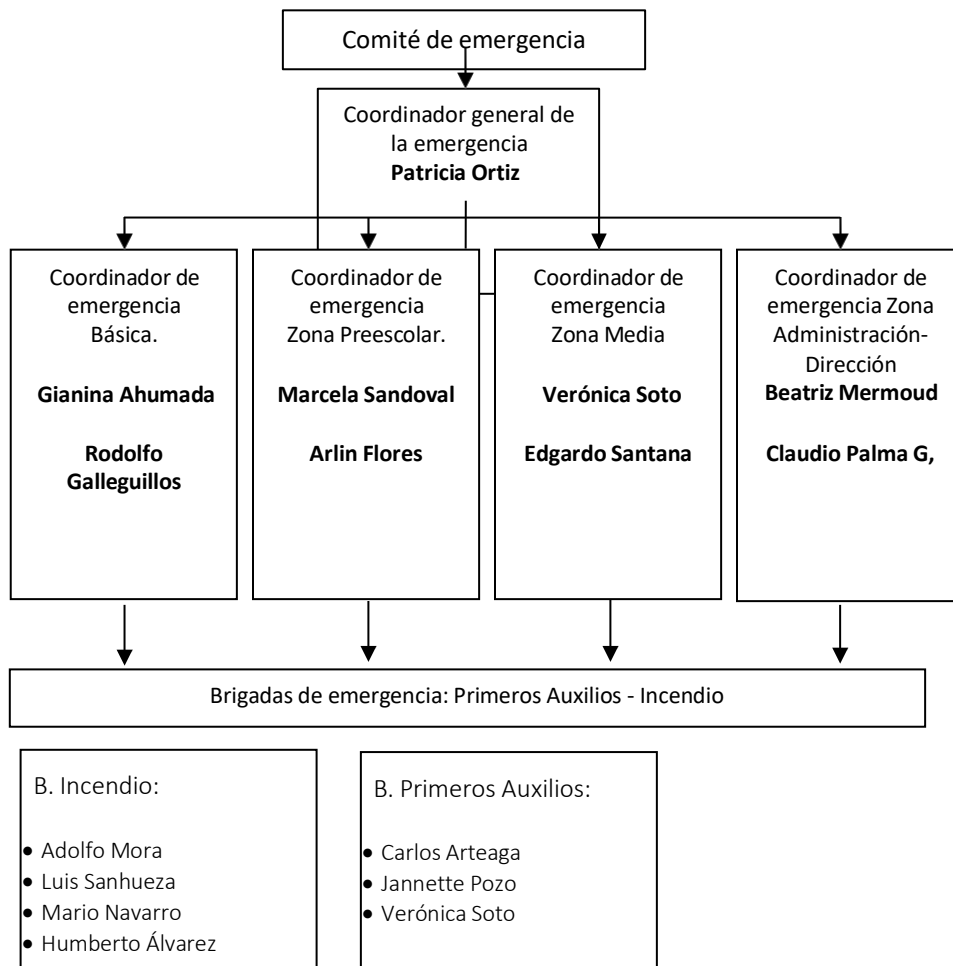 Comité de emergencia
Coordinador general de
la emergencia
Patricia Ortiz
Coordinador de
emergencia
Básica.
Gianina Ahumada
Rodolfo
Galleguillos
Coordinador de
emergencia
Zona Preescolar.
Marcela Sandoval
Arlin Flores
Coordinador de
emergencia
Zona Media
Verónica Soto
Edgardo Santana
Coordinador de
emergencia Zona
Administración-
Dirección
Beatriz Mermoud
Claudio Palma G,
Brigadas de emergencia: Primeros Auxilios - Incendio
B. Incendio:
• Adolfo Mora
• Luis Sanhueza
• Mario Navarro
• Humberto Álvarez
B. Primeros Auxilios:
• Carlos Arteaga
• Jannette Pozo
• Verónica Soto